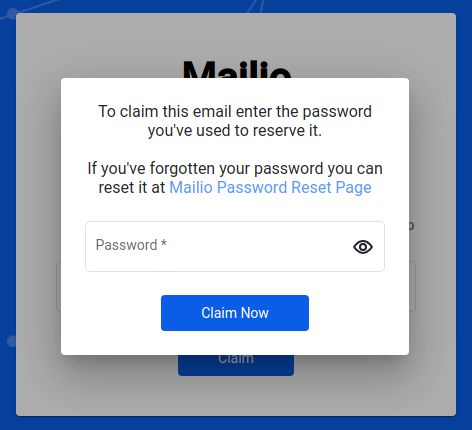 Mailio
To claim this email enter the password
you've used to reserve it.
If you've forgotten your password you can
reset it at Mailio Password Reset Page
Password *
Claim Now
Claim